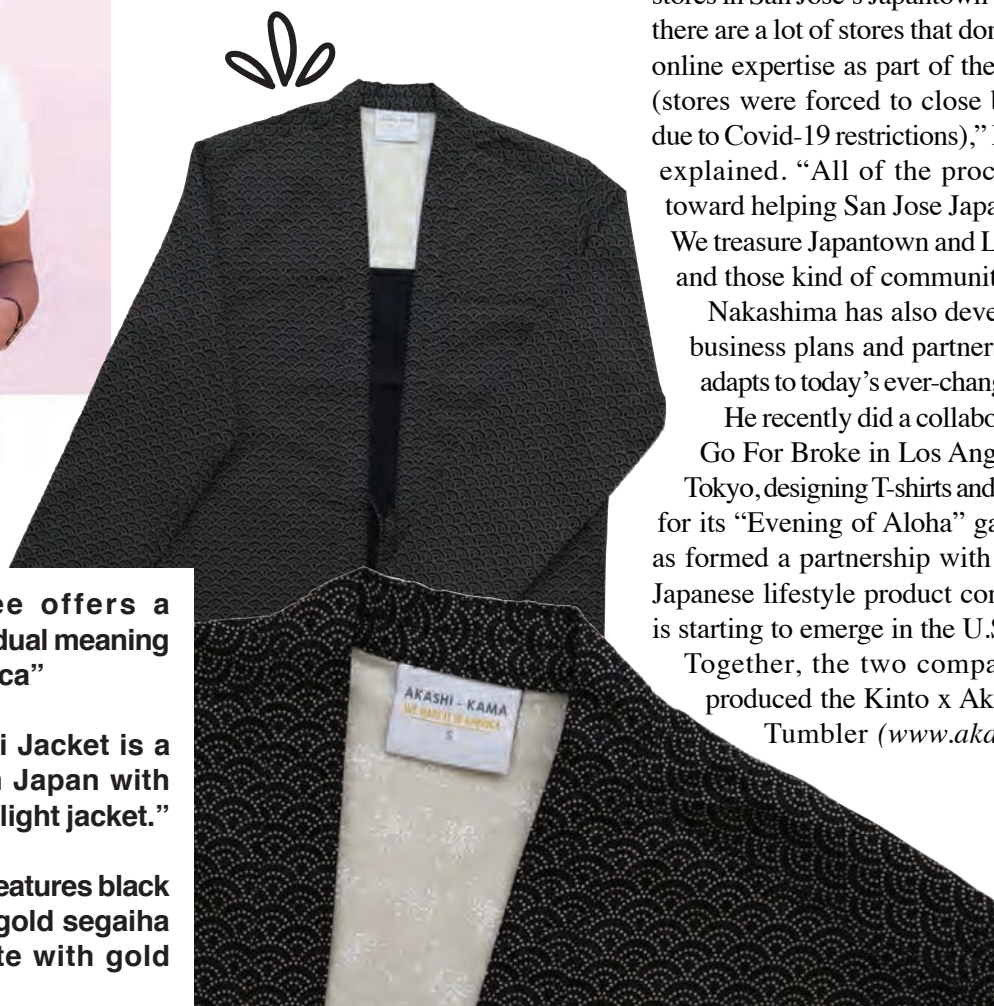 stores in San Jose’s Japantown
there are a lot of stores that don
online expertise as part of the
(stores were forced to close b
due to Covid-19 restrictions),”
explained. “All of the proc
toward helping San Jose Japa
We treasure Japantown and L
and those kind of communit
Nakashima has also deve
business plans and partner
adapts to today’s ever-chang
He recently did a collabo
Go For Broke in Los Ang
Tokyo, designing T-shirts and
for its “Evening of Aloha” ga
as formed a partnership with
Japanese lifestyle product con
is starting to emerge in the U.S
Together, the two compa
produced the Kinto x Ak
Tumbler (www.aka
ee offers a
dual meaning
ca”
i Jacket is a
n Japan with
light jacket.”
eatures black
gold segaiha
te with gold
AKASHI - KAMA
WE MADE IT IN AMERICA
S